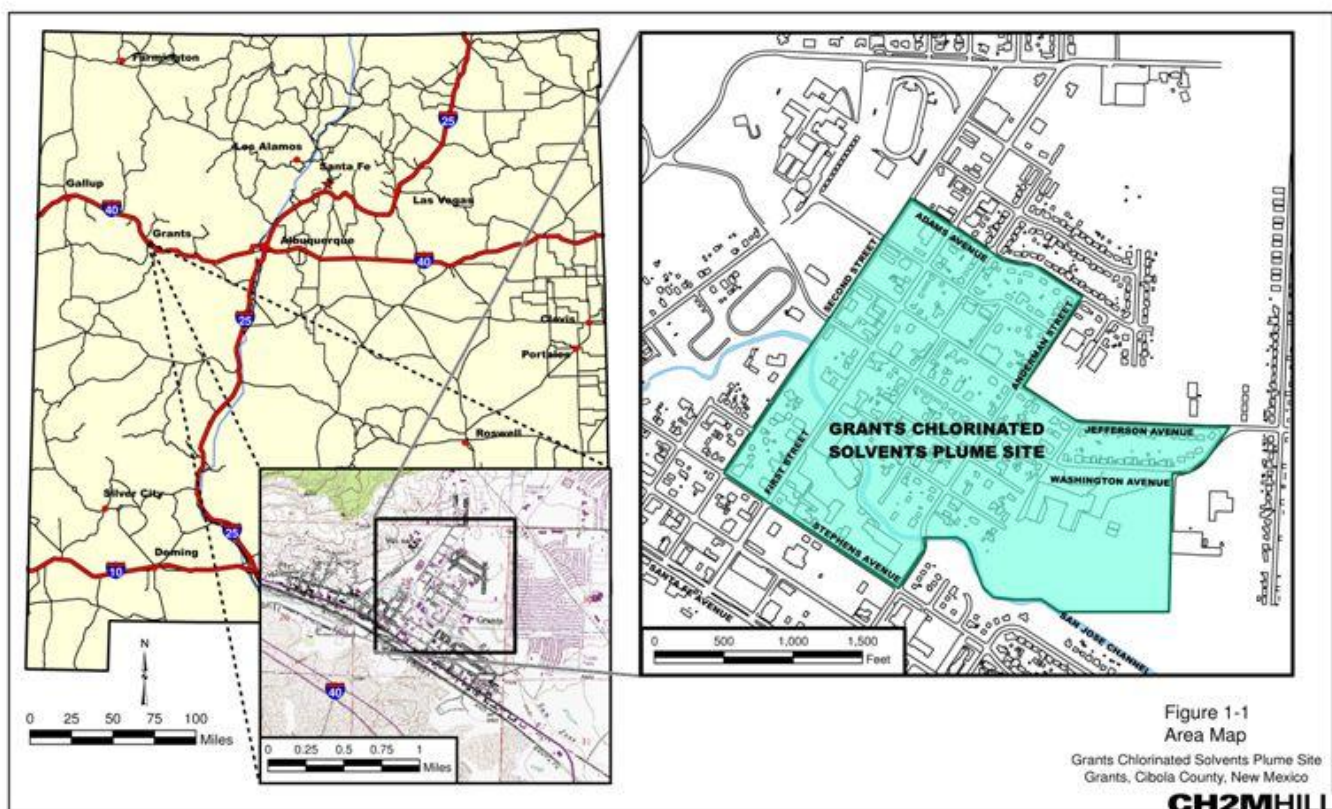 Farmington
25
Los Alamos
Santa Fe
Gallup
40
Las Vegas
Grants
Albuquerque
40
25
Clovis
Portales
Roswell
Silver City
25
Deming
10
N
0 25 50 75 100
Miles
Grants
40
0 0.25 0.5 0.75 1
Miles
ADAMS AVENUE
SECOND STREET
ANDERMAN STREET
GRANTS CHLORINATED
SOLVENTS PLUME SITE
JEFFERSON AVENUE
FIRST STREET
WASHINGTON AVENUE
STEPHENS AVENUE
SANTA FE AVENUE
SAN JOSE CHANNEL
0 500 1,000 1,500
Feet
Figure 1-1
Area Map
Grants Chlorinated Solvents Plume Site
Grants, Cibola County, New Mexico
CH2MHILL